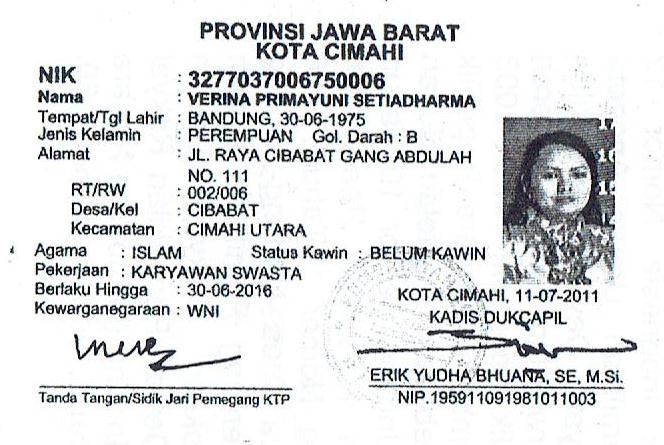 PROVINSI JAWA BARAT
KOTA CIMAHI
NIK : 3277037006750006
Nama : VERINA PRIMAYUNI SETIADHARMA
Tempat/Tgl Lahir : BANDUNG, 30-06-1975
Jenis Kelamin : PEREMPUAN Gol. Darah : B
Alamat : JL. RAYA CIBABAT GANG ABDULAH
NO. 111
RT/RW : 002/006
Desa/Kel : CIBABAT
Kecamatan : CIMAHI UTARA
Agama : ISLAM Status Kawin : BELUM KAWIN
Pekerjaan : KARYAWAN SWASTA
Berlaku Hingga : 30-06-2016
Kewarganegaraan : WNI
KOTA CIMAHI, 11-07-2011
KADIS DUKCAPIL
ERIK YUDHA BHUANA, SE, M.Si.
Tanda Tangan/Sidik Jari Pemegang KTP
NIP.195911091981011003